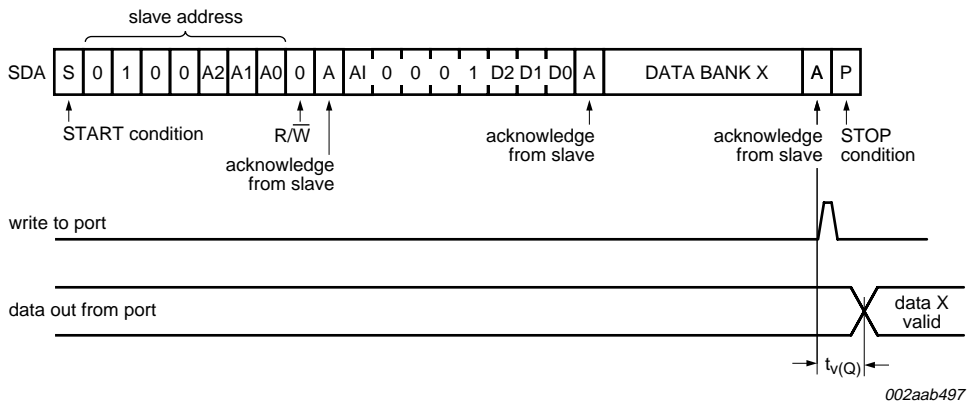 slave address
SDA S 0 1 0 0 A2 A1 A0 0 A AI 0 0 0 1 D2 D1 D0 A DATA BANK X A P
START condition
R/W̅
acknowledge
from slave
acknowledge
from slave
acknowledge
from slave
STOP
condition
write to port
data out from port
data X
valid
tv(Q)
002aab497